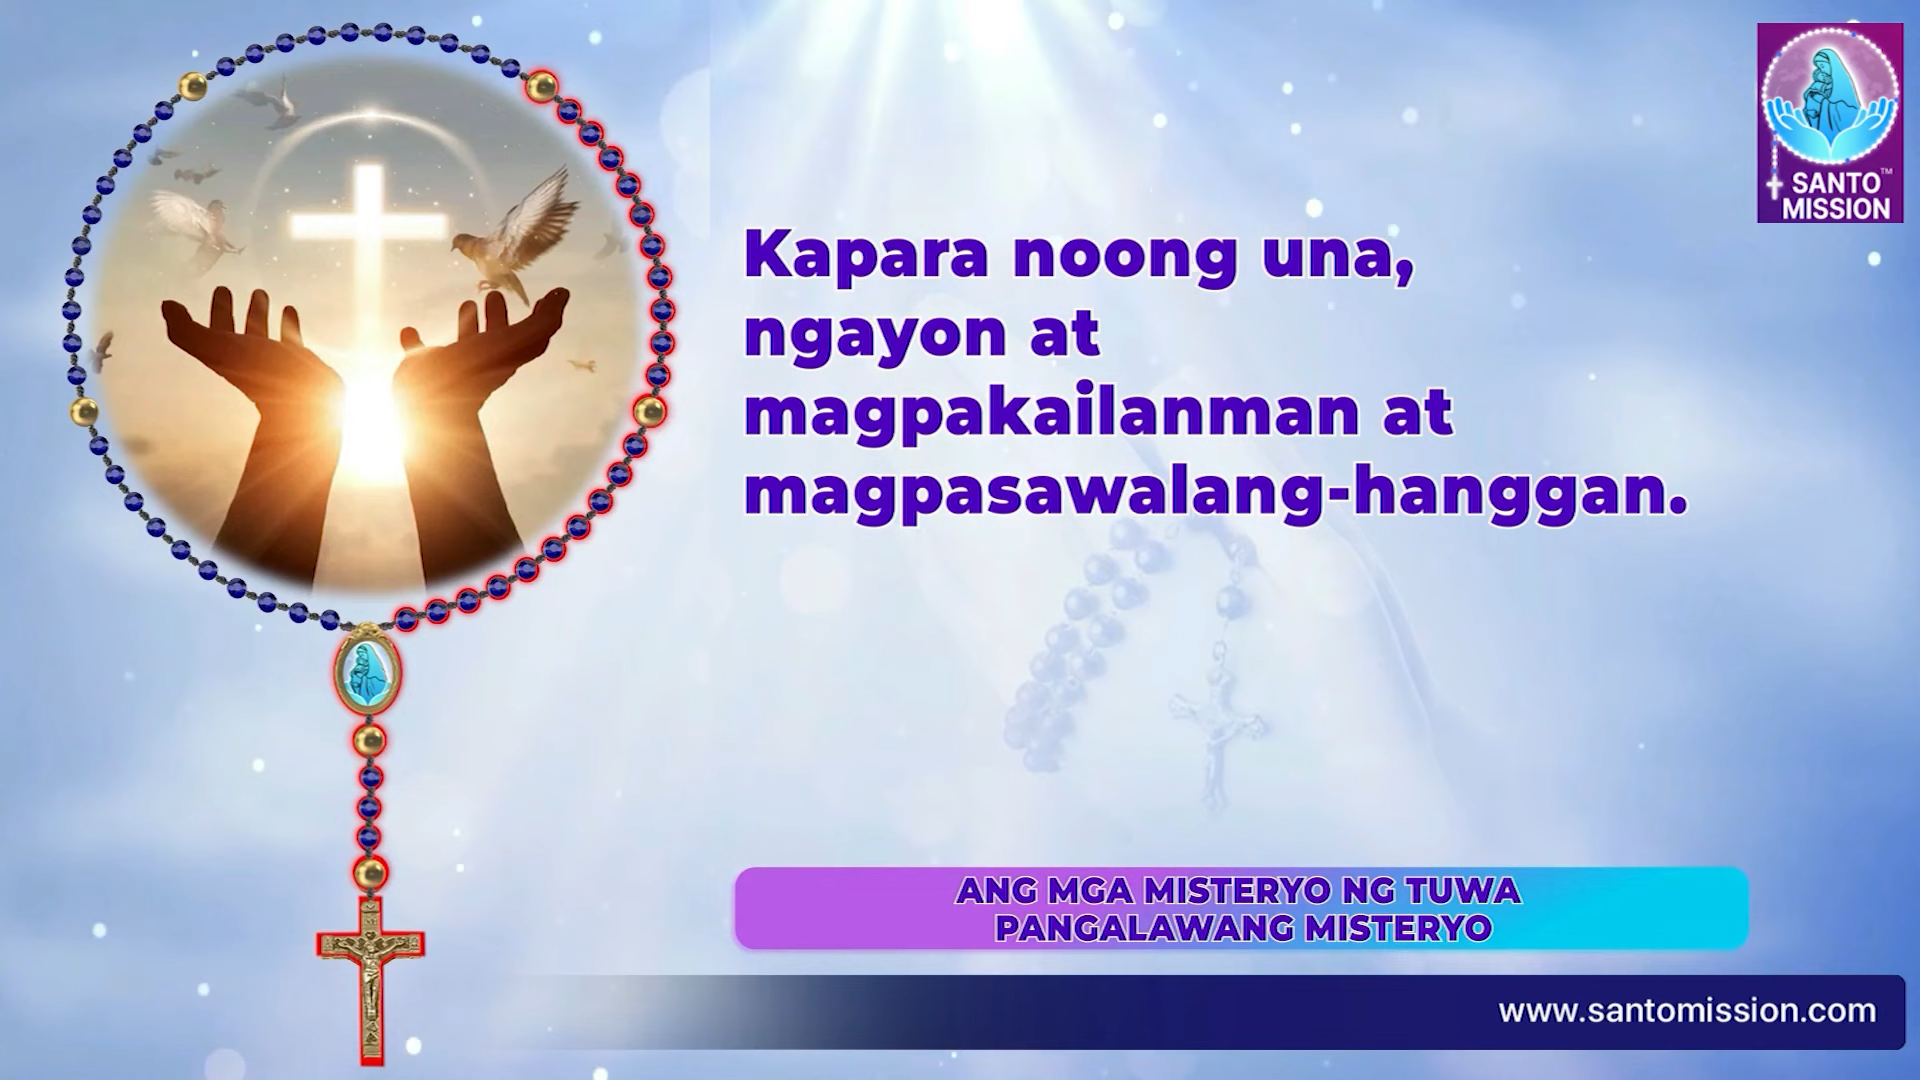 SANTO™
MISSION
Kapara noong una,
ngayon at
magpakailanman at
magpasawalang-hanggan.
ANG MGA MISTERYO NG TUWA
PANGALAWANG MISTERYO
www.santomission.com